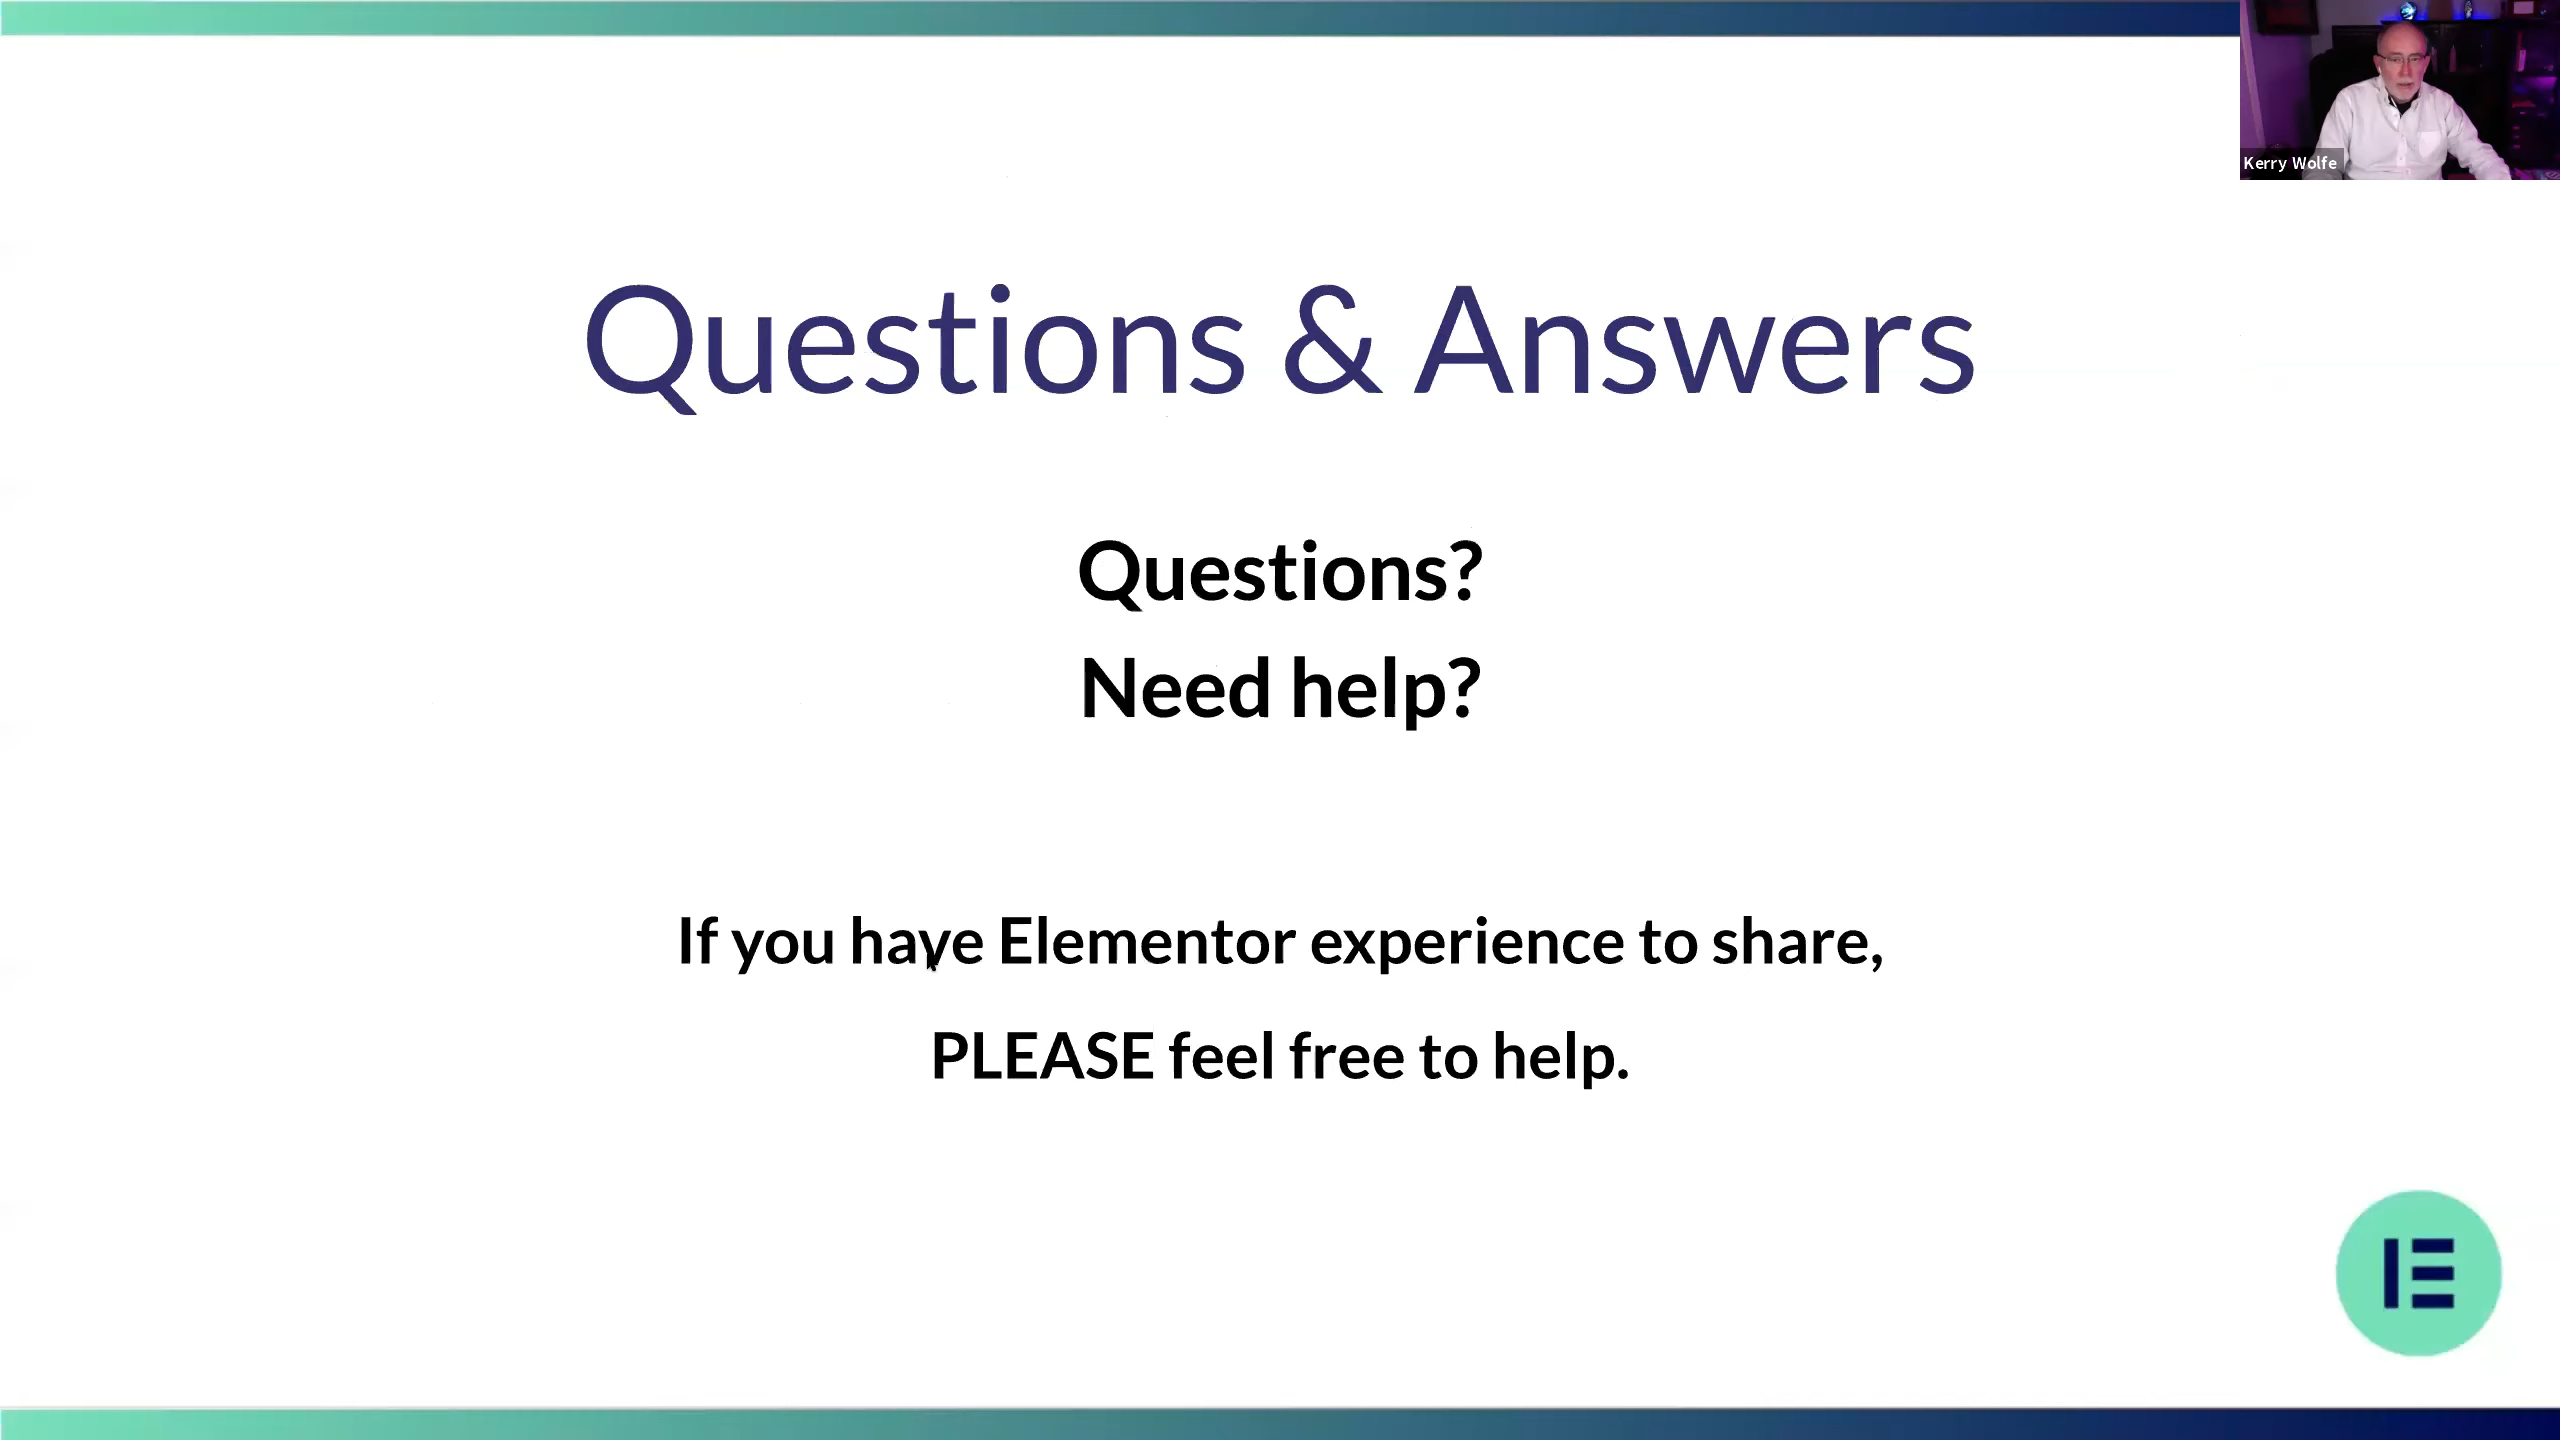 Kerry Wolfe
Questions & Answers
Questions?
Need help?
If you have Elementor experience to share,
PLEASE feel free to help.